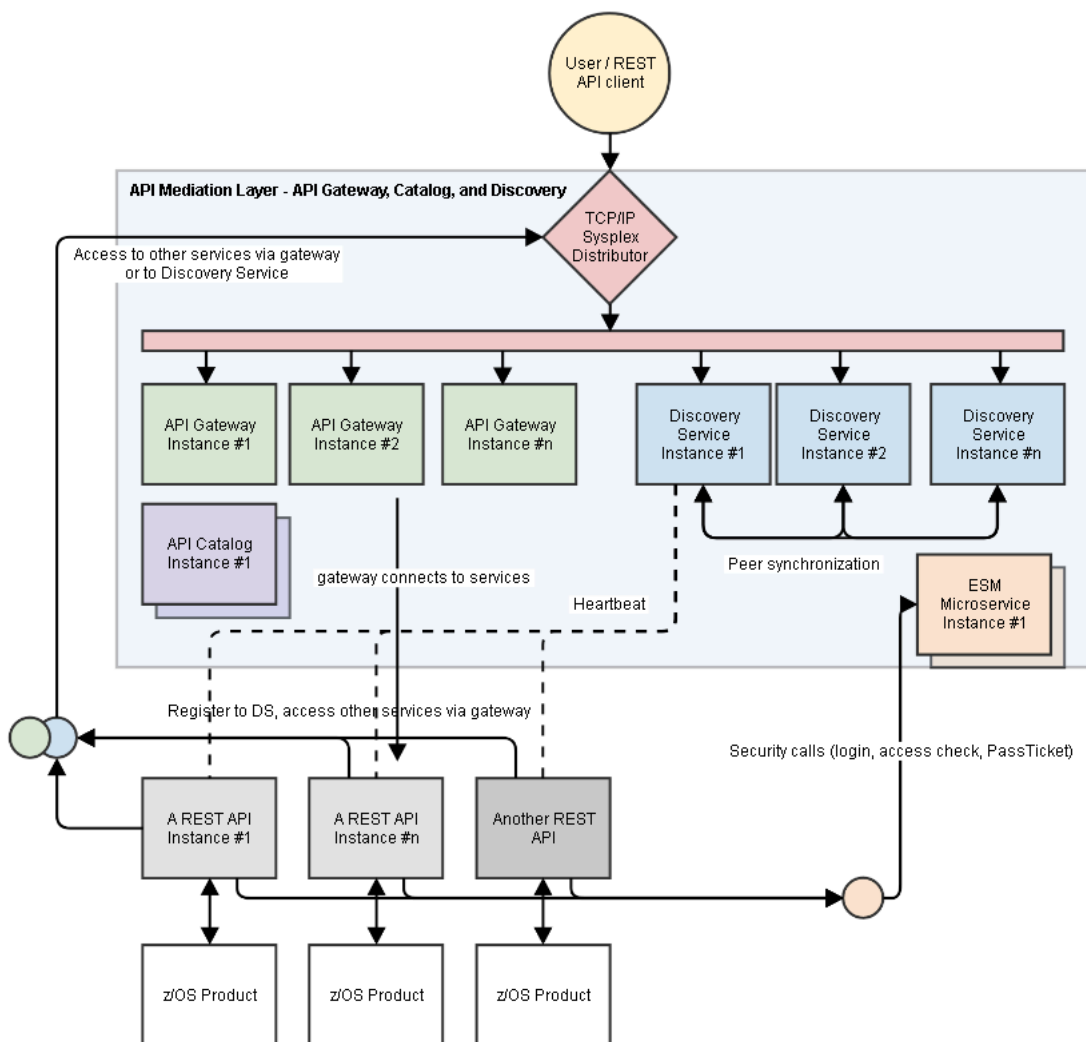 User / REST
API client
API Mediation Layer - API Gateway, Catalog, and Discovery
TCP/IP
Sysplex
Distributor
Access to other services via gateway
or to Discovery Service
API Gateway
Instance #1
API Gateway
Instance #2
API Gateway
Instance #n
Discovery
Service
Instance #1
Discovery
Service
Instance #2
Discovery
Service
Instance #n
API Catalog
Instance #1
gateway connects to services
Peer synchronization
Heartbeat
ESM
Microservice
Instance #1
Register to DS, access other services via gateway
Security calls (login, access check, PassTicket)
A REST API
Instance #1
A REST API
Instance #n
Another REST
API
z/OS Product
z/OS Product
z/OS Product